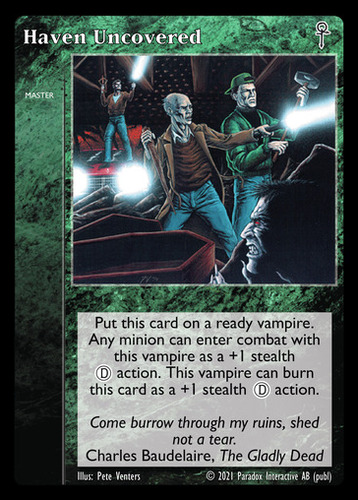 Haven Uncovered
MASTER
Put this card on a ready vampire.
Any minion can enter combat with
this vampire as a +1 stealth
Ⓓ action. This vampire can burn
this card as a +1 stealth Ⓓ action.
Come burrow through my ruins, shed
not a tear.
Charles Baudelaire, The Gladly Dead
Illus: Pete Venters © 2021 Paradox Interactive AB (publ)